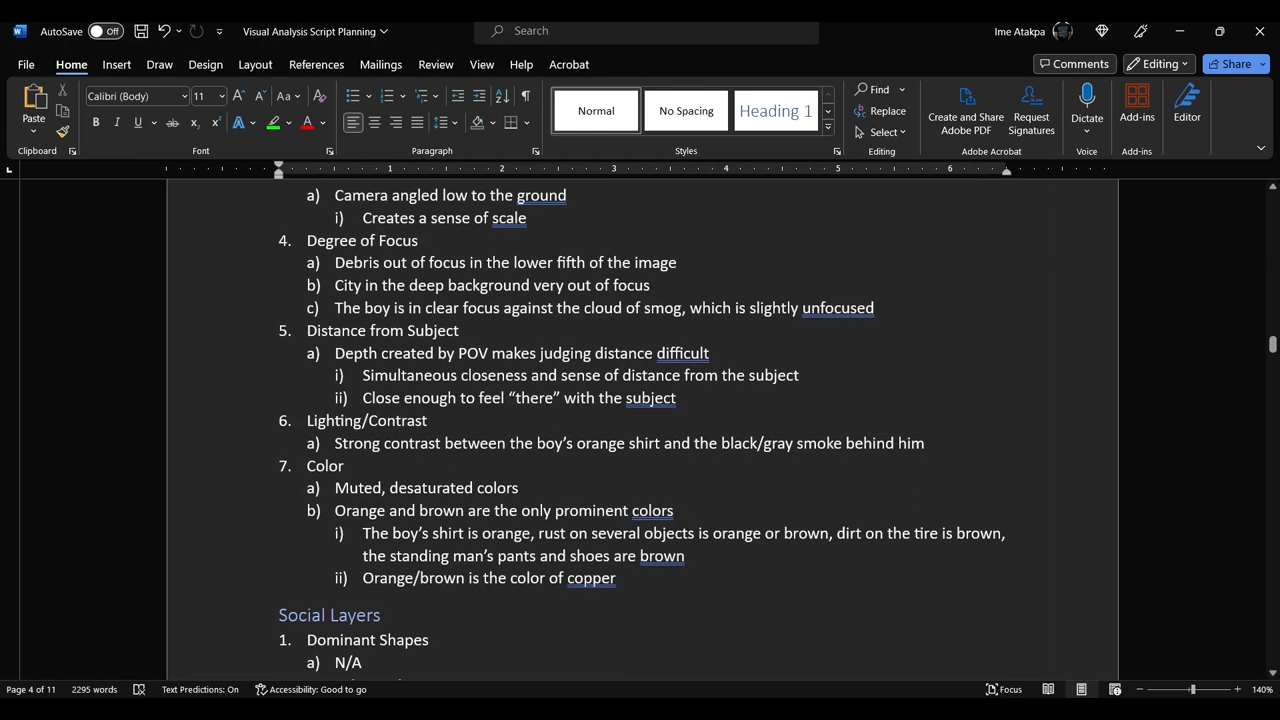 AutoSave Off Visual Analysis Script Planning Search Ime Atakpa
File Home Insert Draw Design Layout References Mailings Review View Help Acrobat Comments Editing Share
Paste Calibri (Body) 11 Aa Normal No Spacing Heading 1 Find Replace Select Create and Share Adobe PDF Request Signatures Dictate Add-ins Editor
Clipboard Font Paragraph Styles Editing Adobe Acrobat Voice Add-ins
1 2 3 4 5 6
a) Camera angled low to the ground
i) Creates a sense of scale
4. Degree of Focus
a) Debris out of focus in the lower fifth of the image
b) City in the deep background very out of focus
c) The boy is in clear focus against the cloud of smog, which is slightly unfocused
5. Distance from Subject
a) Depth created by POV makes judging distance difficult
i) Simultaneous closeness and sense of distance from the subject
ii) Close enough to feel “there” with the subject
6. Lighting/Contrast
a) Strong contrast between the boy’s orange shirt and the black/gray smoke behind him
7. Color
a) Muted, desaturated colors
b) Orange and brown are the only prominent colors
i) The boy’s shirt is orange, rust on several objects is orange or brown, dirt on the tire is brown,
the standing man’s pants and shoes are brown
ii) Orange/brown is the color of copper
Social Layers
1. Dominant Shapes
a) N/A
Page 4 of 11 2295 words Text Predictions: On Accessibility: Good to go Focus 140%